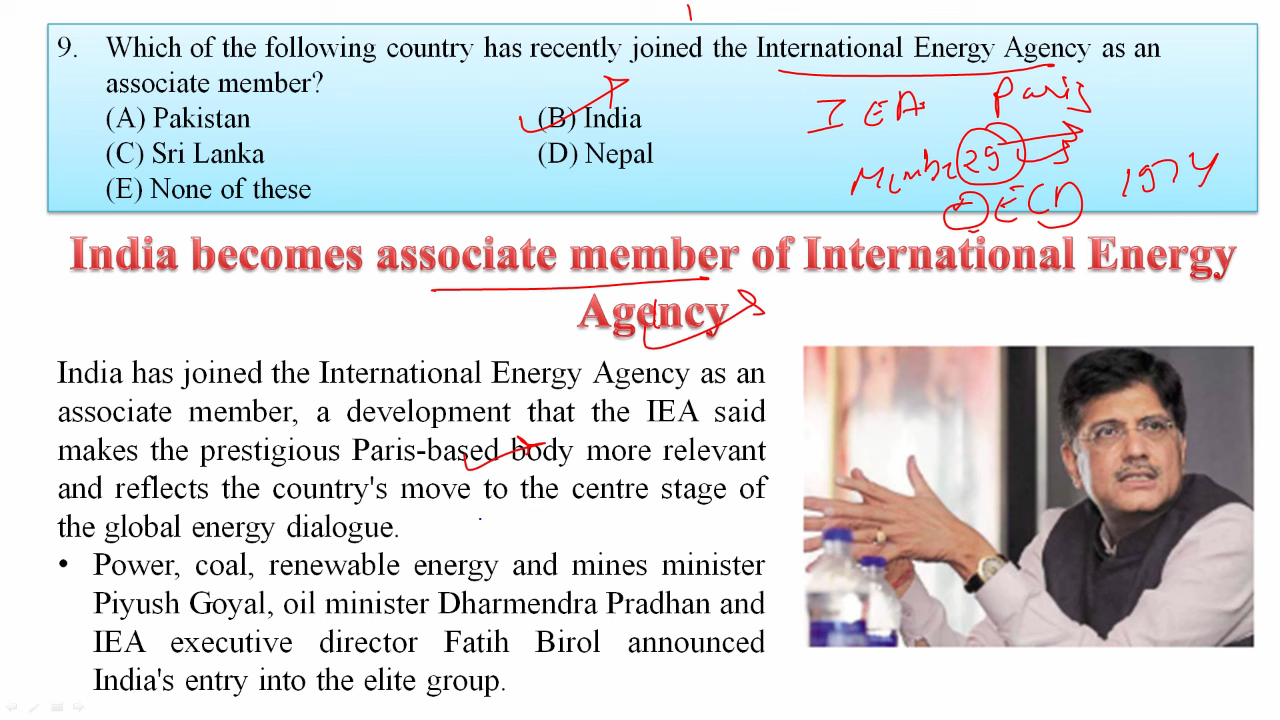 9. Which of the following country has recently joined the International Energy Agency as an
associate member?
(A) Pakistan (B) India
(C) Sri Lanka (D) Nepal
(E) None of these
IEA Paris
Member 29 1974
OECD
India becomes associate member of International Energy
Agency
India has joined the International Energy Agency as an
associate member, a development that the IEA said
makes the prestigious Paris-based body more relevant
and reflects the country's move to the centre stage of
the global energy dialogue.
• Power, coal, renewable energy and mines minister
Piyush Goyal, oil minister Dharmendra Pradhan and
IEA executive director Fatih Birol announced
India's entry into the elite group.